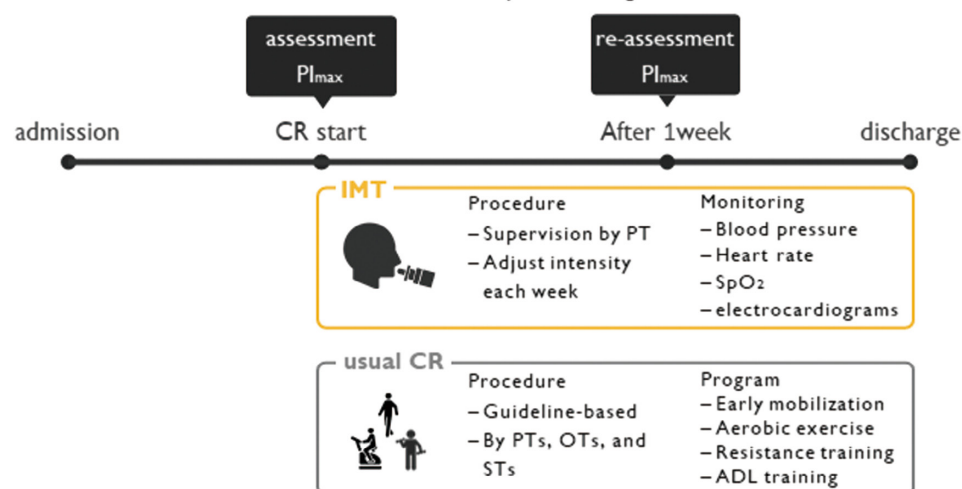 assessment
PImax
re-assessment
PImax
admission
CR start
After 1week
discharge
IMT
Procedure
–Supervision by PT
–Adjust intensity
each week
Monitoring
–Blood pressure
–Heart rate
–SpO2
–electrocardiograms
usual CR
Procedure
–Guideline-based
–By PTs, OTs, and
STs
Program
–Early mobilization
–Aerobic exercise
–Resistance training
–ADL training